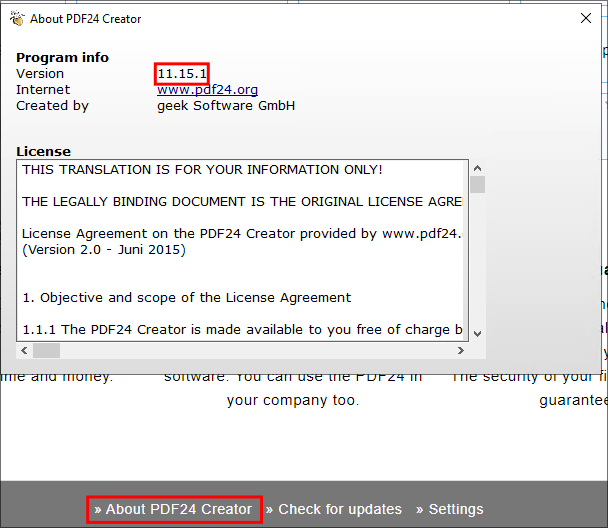 About PDF24 Creator
Program info
Version 11.15.1
Internet www.pdf24.org
Created by geek Software GmbH
License
THIS TRANSLATION IS FOR YOUR INFORMATION ONLY!
THE LEGALLY BINDING DOCUMENT IS THE ORIGINAL LICENSE AGRE
License Agreement on the PDF24 Creator provided by www.pdf24.
(Version 2.0 - Juni 2015)
1. Objective and scope of the License Agreement
1.1.1 The PDF24 Creator is made available to you free of charge b
me and money. software. You can use the PDF24 in The security of your fi
your company too. guarantee
» About PDF24 Creator » Check for updates » Settings